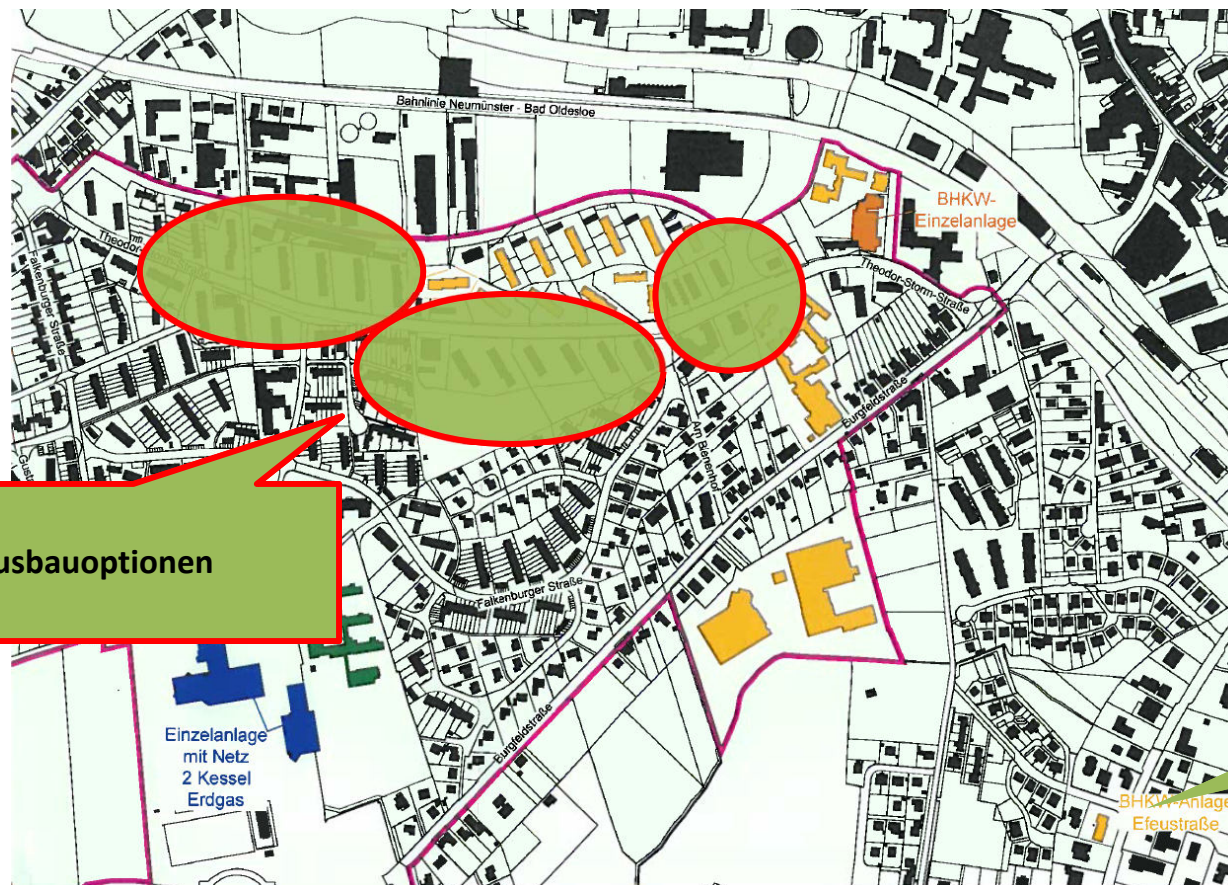 Bahnlinie Neumünster - Bad Oldesloe
BHKW-
Einzelanlage
Theodor-
Theodor-Storm-Straße
Falkenburger Straße
Burgfeldstraße
Am Bienenhof
usbauoptionen
Falkenburger Straße
Burgfeldstraße
Einzelanlage
mit Netz
2 Kessel
Erdgas
BHKW-Anlage
Efeustraße